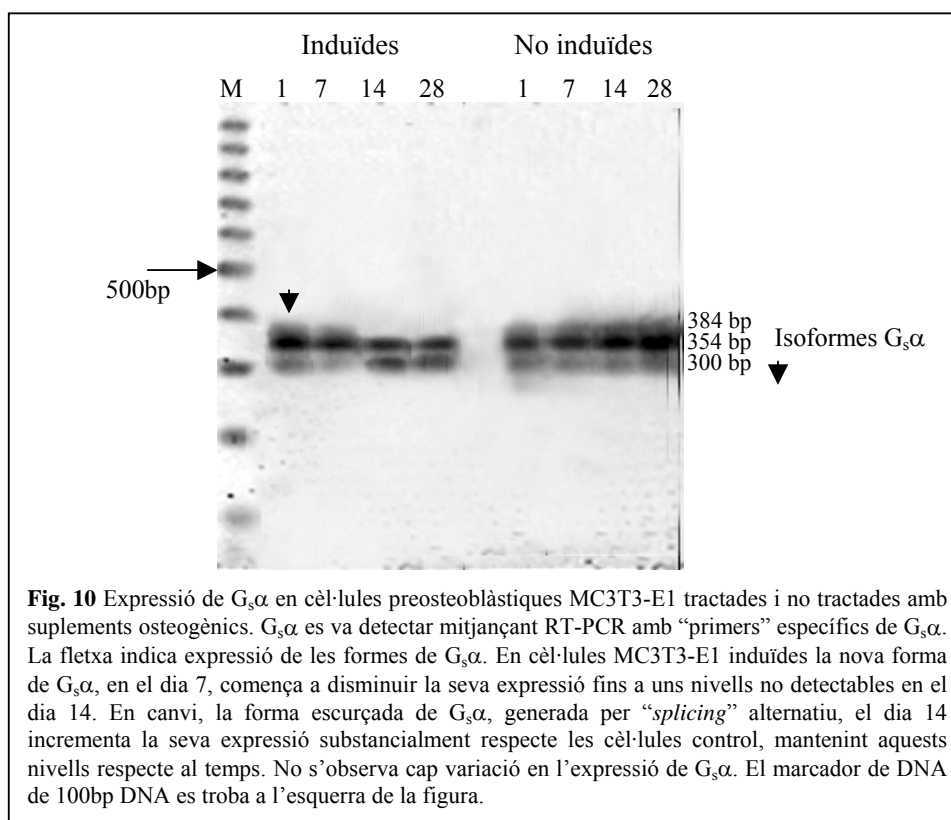 Induïdes No induïdes
M 1 7 14 28 1 7 14 28
500bp
384 bp
354 bp Isoformes Gₛα
300 bp
Fig. 10 Expressió de Gₛα en cèl·lules preosteoblàstiques MC3T3-E1 tractades i no tractades amb
suplements osteogènics. Gₛα es va detectar mitjançant RT-PCR amb “primers” específics de Gₛα.
La fletxa indica expressió de les formes de Gₛα. En cèl·lules MC3T3-E1 induïdes la nova forma
de Gₛα, en el dia 7, comença a disminuir la seva expressió fins a uns nivells no detectables en el
dia 14. En canvi, la forma escurçada de Gₛα, generada per “splicing” alternatiu, el dia 14
incrementa la seva expressió substancialment respecte les cèl·lules control, mantenint aquests
nivells respecte al temps. No s’observa cap variació en l’expressió de Gₛα. El marcador de DNA
de 100bp DNA es troba a l’esquerra de la figura.